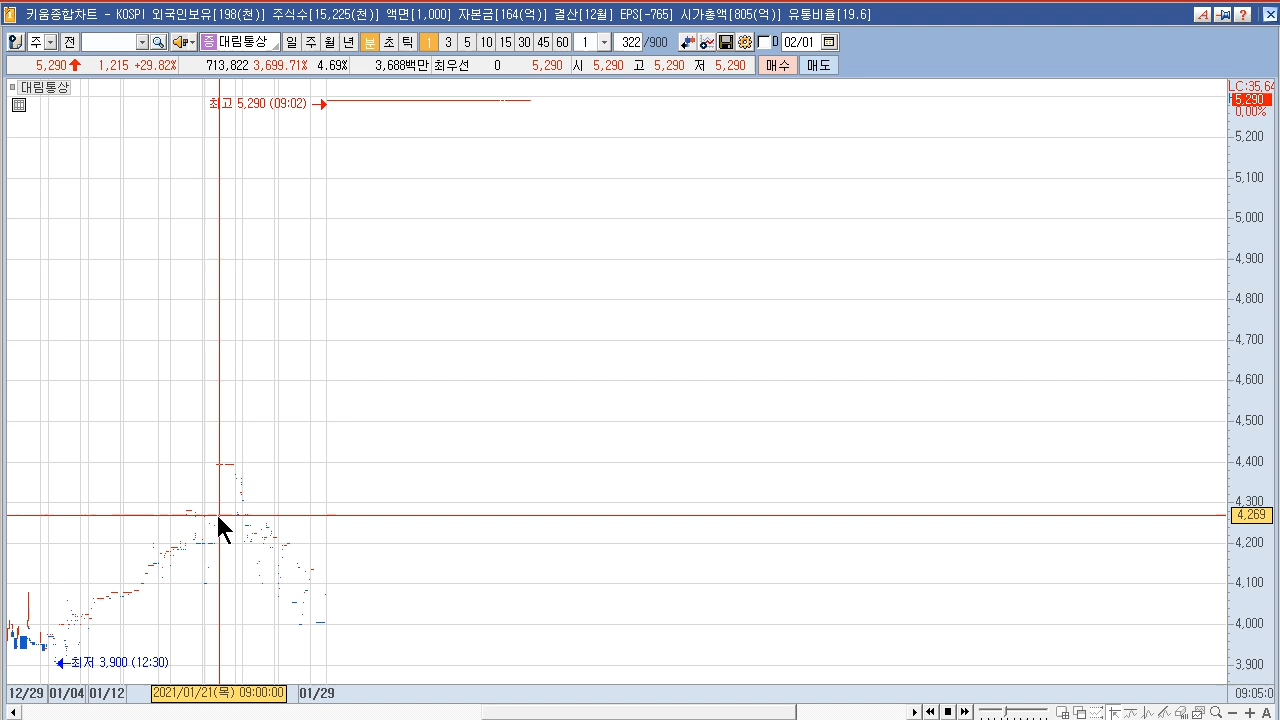 키움종합차트 - KOSPI 외국인보유[198(천)] 주식수[15,225(천)] 액면[1,000] 자본금[164(억)] 결산[12월] EPS[-765] 시가총액[805(억)] 유통비율[19.6]
주 전 종 대림통상 일 주 월 년 분 초 틱 1 3 5 10 15 30 45 60 1 322 /900 D 02/01
5,290 1,215 +29.82% 713,822 3,699.71% 4.69% 3,688백만 최우선 0 5,290 시 5,290 고 5,290 저 5,290 매수 매도
대림통상
LC:35,64
최고 5,290 (09:02)
5,290
0,00%
5,200
5,100
5,000
4,900
4,800
4,700
4,600
4,500
4,400
4,300
4,269
4,200
4,100
4,000
최저 3,900 (12:30)
3,900
12/29 01/04 01/12 2021/01/21(목) 09:00:00 01/29 09:05:0
A